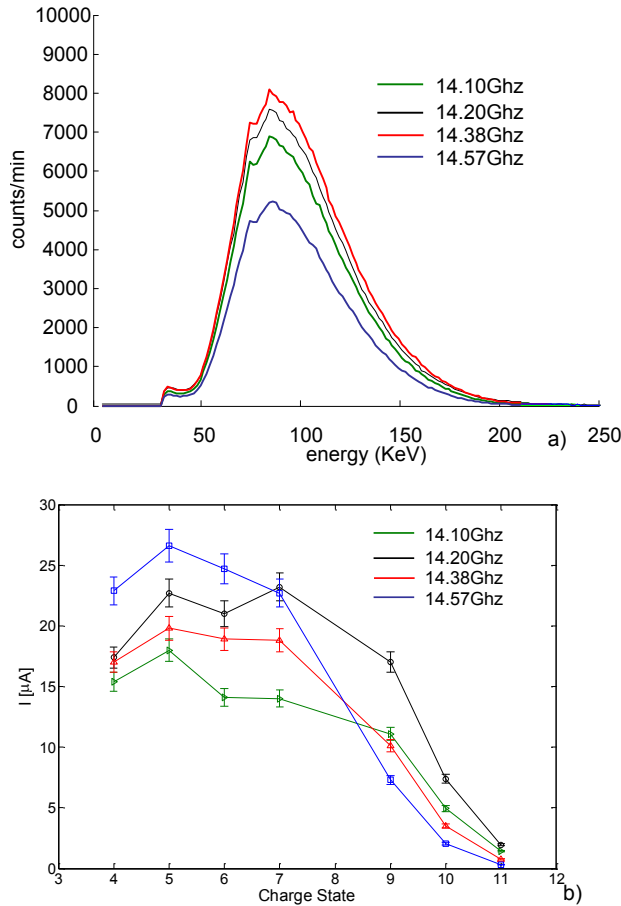 10000
9000
8000
7000
6000
5000
4000
3000
2000
1000
0
counts/min
14.10Ghz
14.20Ghz
14.38Ghz
14.57Ghz
0 50 100 150 200 250
energy (KeV)
a)
30
25
20
15
10
5
0
I [µA]
14.10Ghz
14.20Ghz
14.38Ghz
14.57Ghz
3 4 5 6 7 8 9 10 11 12
Charge State
b)